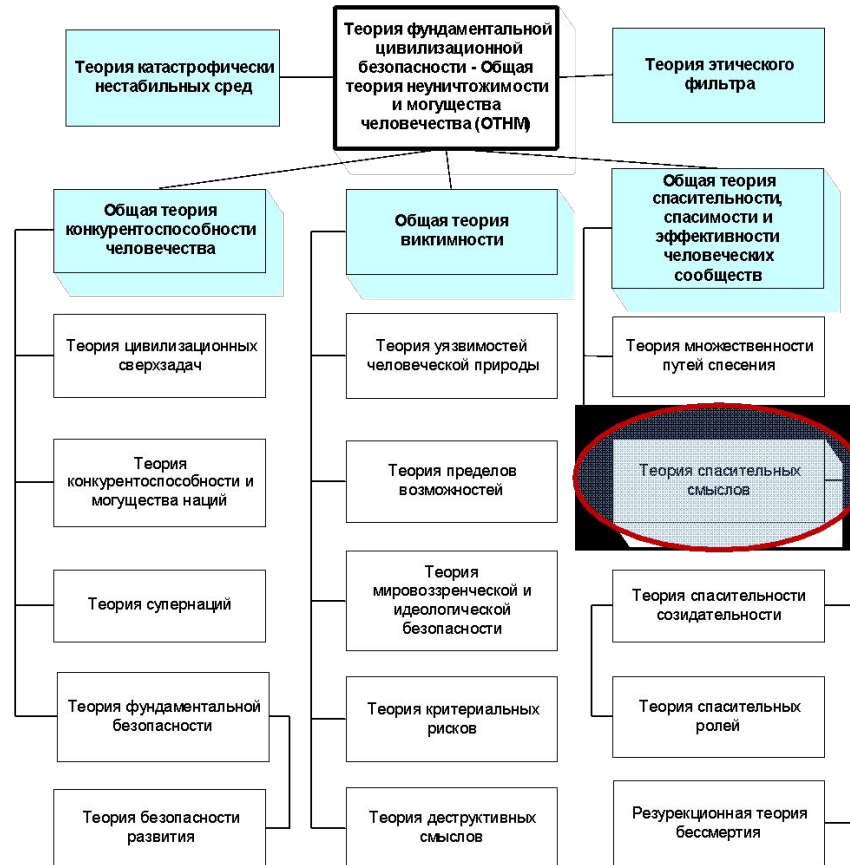 Теория катастрофически
нестабильных сред
Теория фундаментальной
цивилизационной
безопасности - Общая
теория неуничтожимости
и могущества
человечества (ОТНМ)
Теория этического
фильтра
Общая теория
конкурентоспособности
человечества
Общая теория
виктимности
Общая теория
спасительности,
спасимости и
эффективности
человеческих
сообществ
Теория цивилизационных
сверхзадач
Теория уязвимостей
человеческой природы
Теория множественности
путей спесения
Теория
конкурентоспособности и
могущества наций
Теория пределов
возможностей
Теория спасительных
смыслов
Теория супернаций
Теория
мировоззренческой и
идеологической
безопасности
Теория спасительности
созидательности
Теория фундаментальной
безопасности
Теория критериальных
рисков
Теория спасительных
ролей
Теория безопасности
развития
Теория деструктивных
смыслов
Резурекционная теория
бессмертия